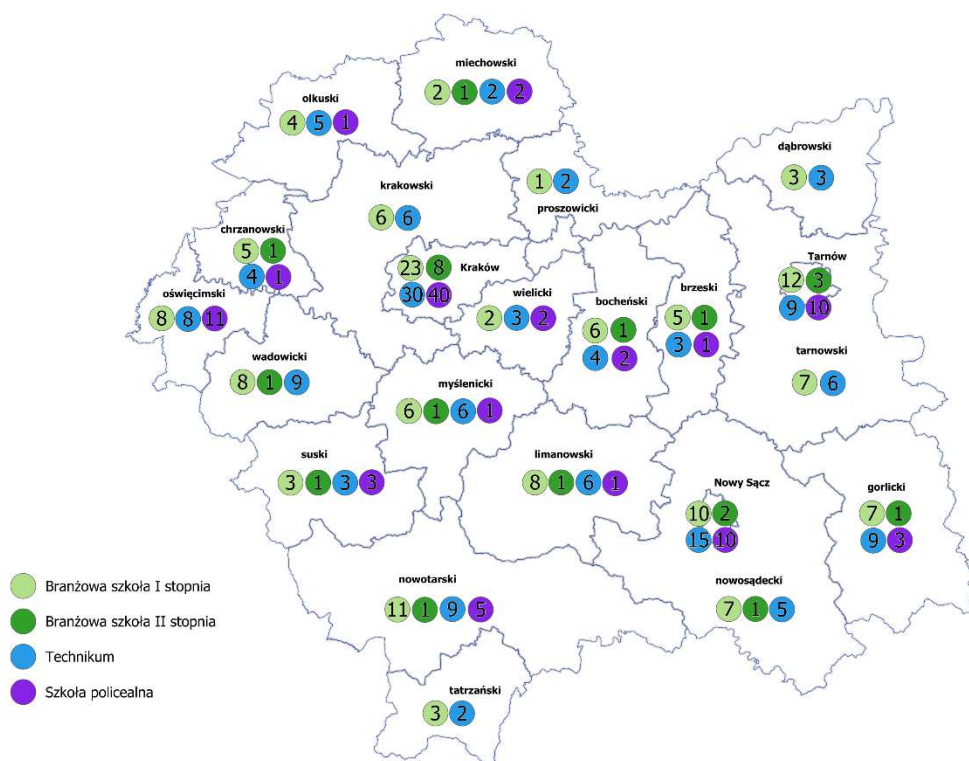 miechowski
2 1 2 2
olkuski
4 5 1
dąbrowski
3 3
proszowicki
1 2
krakowski
6 6
chrzanowski
5 1
4 1
Kraków
23 8
30 40
Tarnów
12 3
9 10
oświęcimski
8 8 11
wielicki
2 3 2
bocheński
6 1
4 2
brzeski
5 1
3 1
tarnowski
7 6
wadowicki
8 1 9
myślenicki
6 1 6 1
suski
3 1 3 3
limanowski
8 1 6 1
Nowy Sącz
10 2
15 10
gorlicki
7 1
9 3
nowotarski
11 1 9 5
nowosądecki
7 1 5
tatrzański
3 2
Branżowa szkoła I stopnia
Branżowa szkoła II stopnia
Technikum
Szkoła policealna